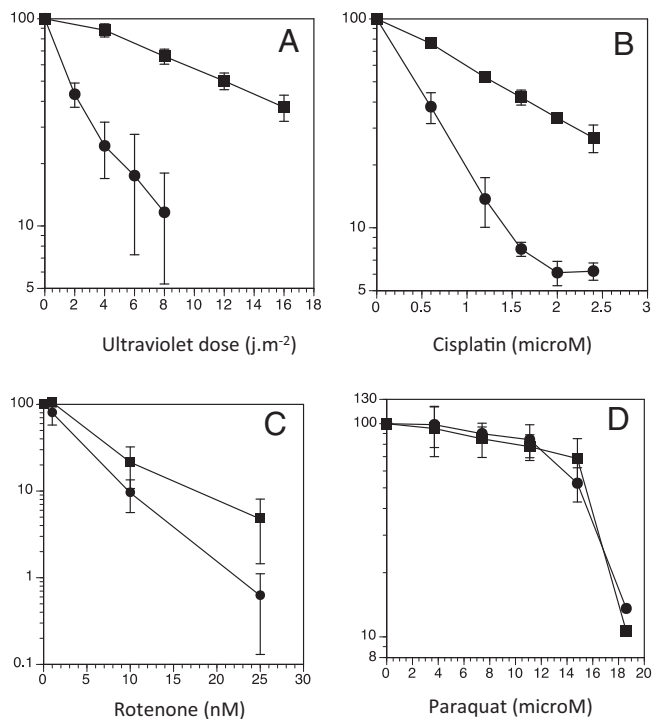 A
100
10
5
0 2 4 6 8 10 12 14 16 18
Ultraviolet dose (j.m-2)
B
100
10
5
0 0.5 1 1.5 2 2.5 3
Cisplatin (microM)
C
100
10
1
0.1
0 5 10 15 20 25 30
Rotenone (nM)
D
130
100
10
8
0 2 4 6 8 10 12 14 16 18 20
Paraquat (microM)